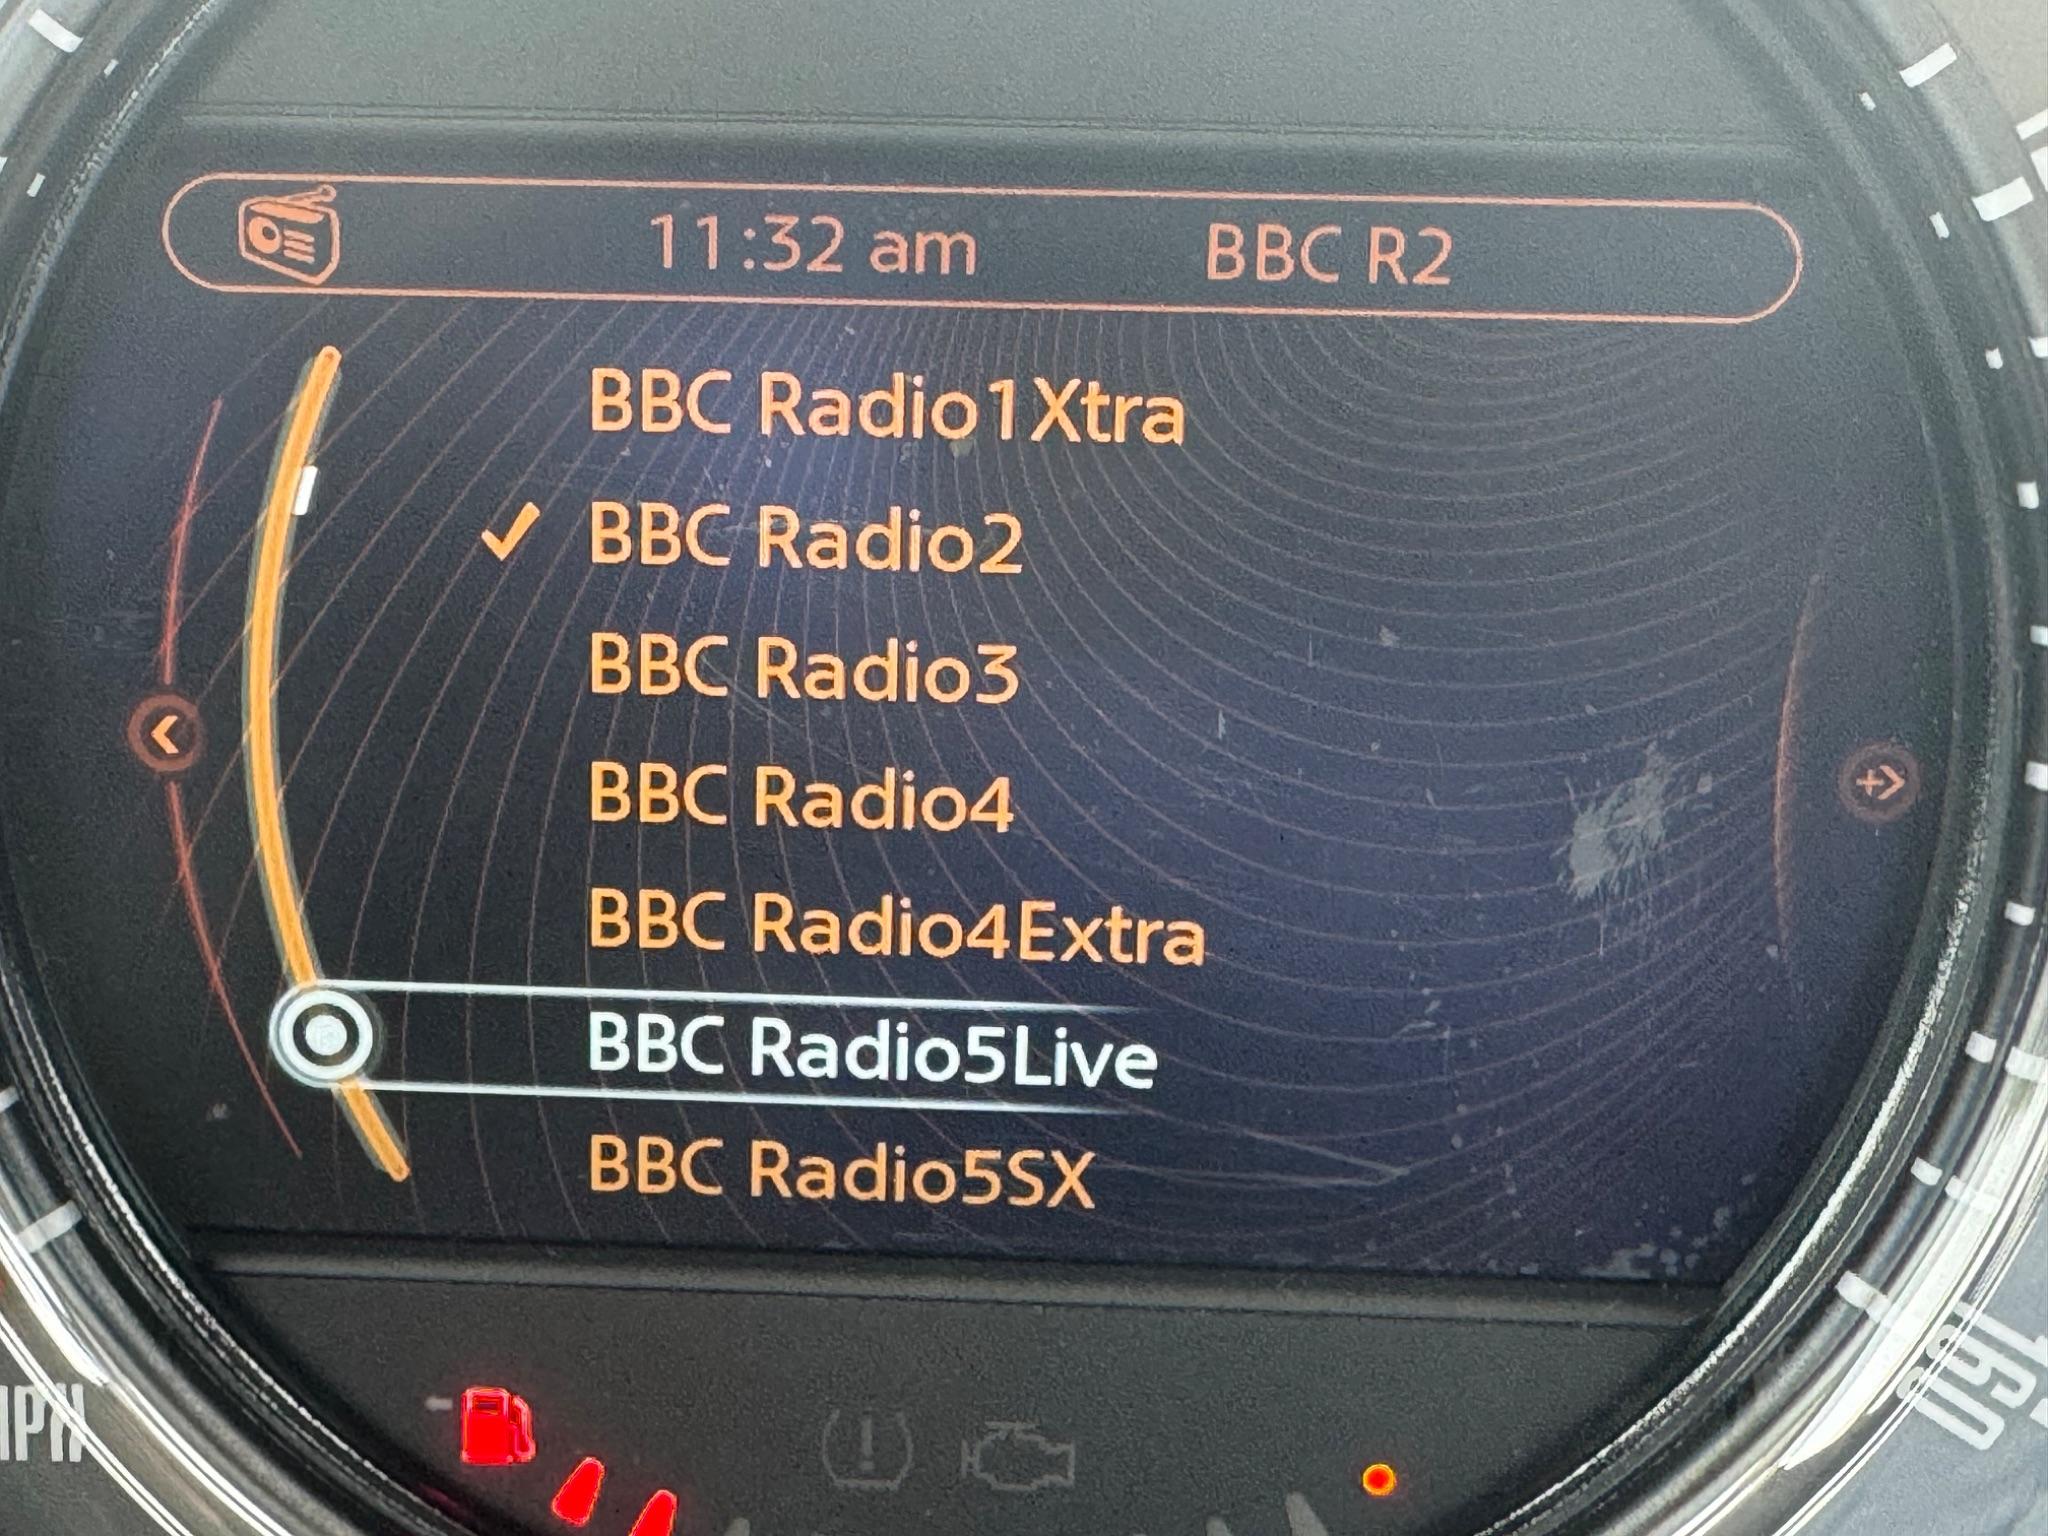 11:32 am BBC R2
BBC Radio1Xtra
BBC Radio2
BBC Radio3
BBC Radio4
BBC Radio4Extra
BBC Radio5Live
BBC Radio5SX
MPH